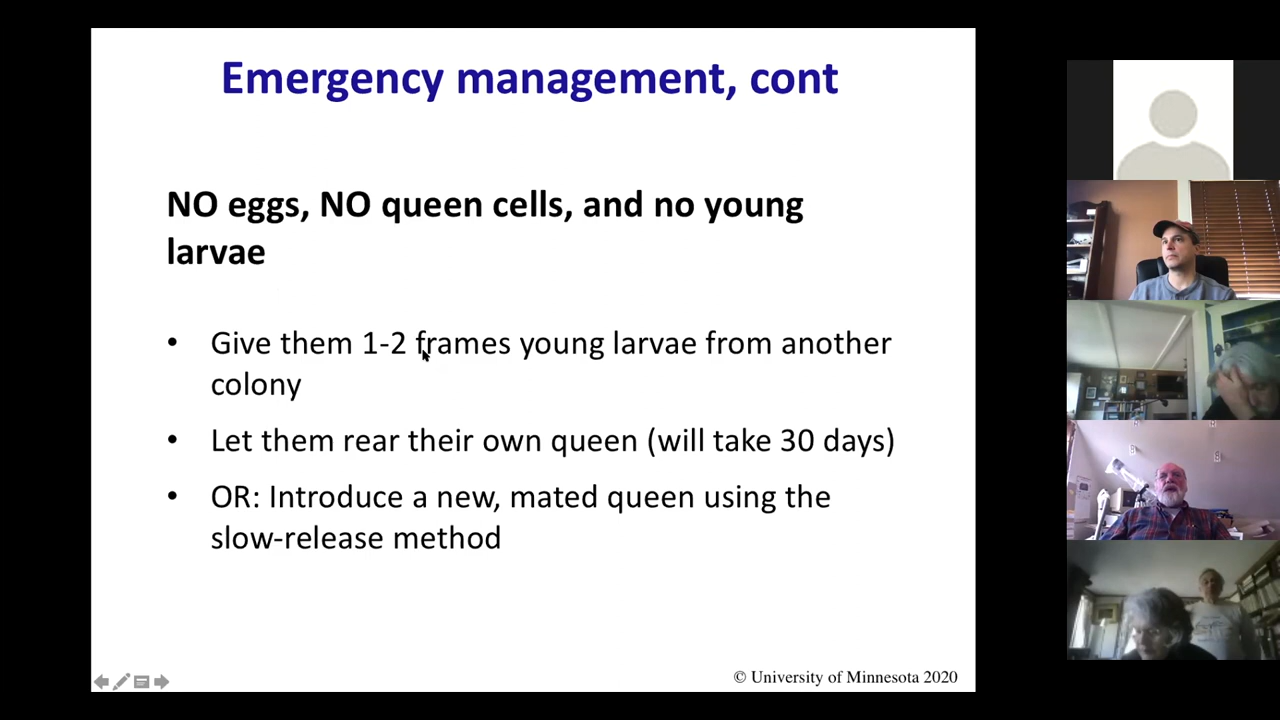 Emergency management, cont
NO eggs, NO queen cells, and no young
larvae
• Give them 1-2 frames young larvae from another
colony
• Let them rear their own queen (will take 30 days)
• OR: Introduce a new, mated queen using the
slow-release method
© University of Minnesota 2020